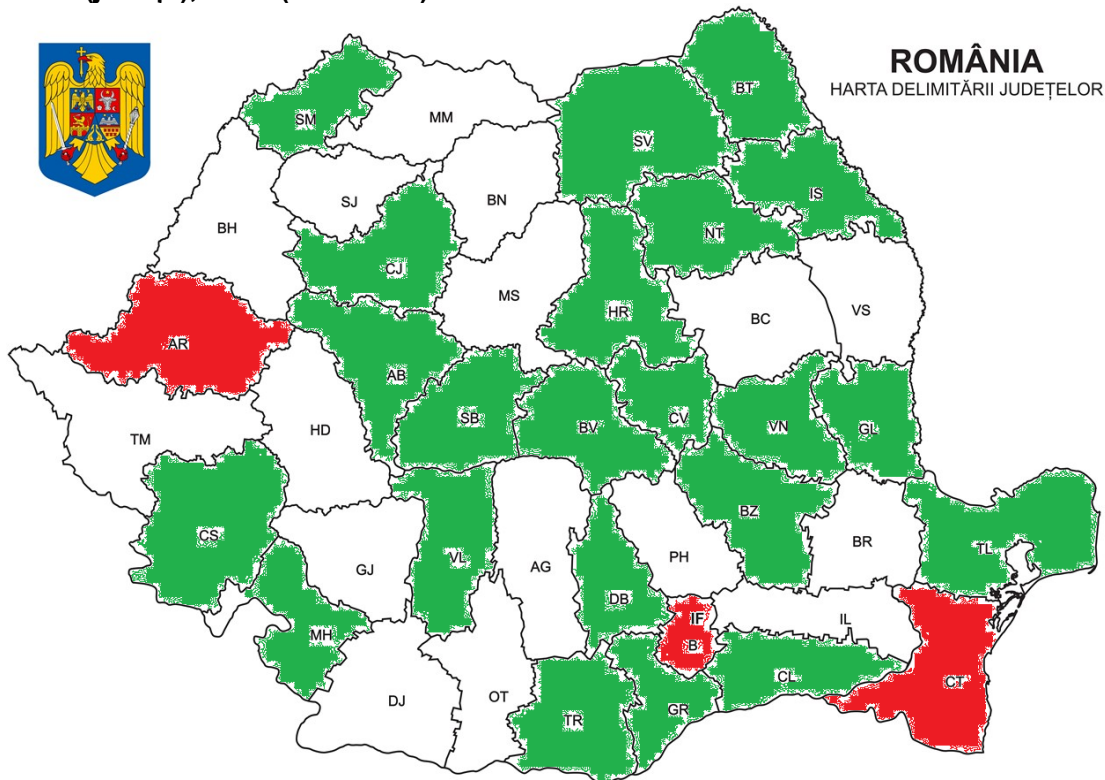 ROMÂNIA
HARTA DELIMITĂRII JUDEȚELOR
BT
SM
MM
SV
IS
SJ
BN
BH
NT
CJ
MS
HR
BC
VS
AR
AB
SB
BV
CV
VN
GL
TM
HD
CS
BZ
BR
TL
GJ
VL
AG
PH
DB
IF
IL
MH
B
CL
CT
DJ
OT
TR
GR